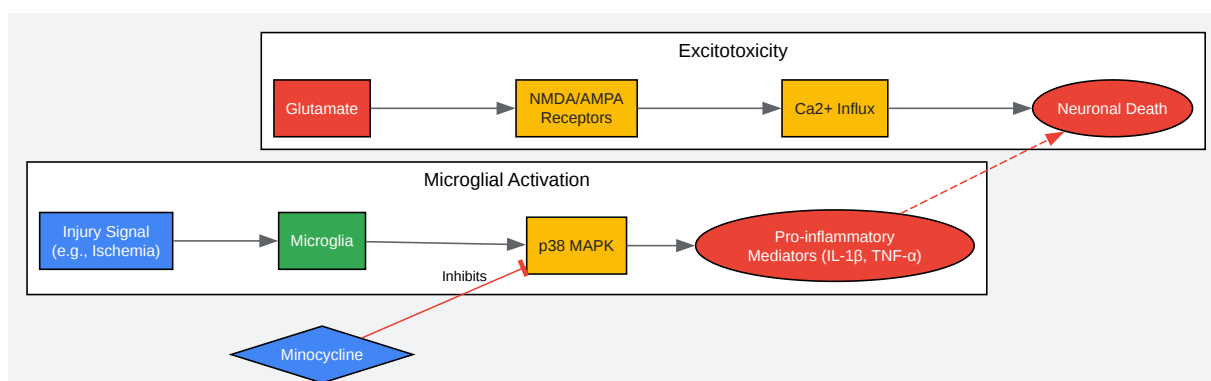 Excitotoxicity
Glutamate
NMDA/AMPA
Receptors
Ca2+ Influx
Neuronal Death
Microglial Activation
Injury Signal
(e.g., Ischemia)
Microglia
p38 MAPK
Pro-inflammatory
Mediators (IL-1β, TNF-α)
Inhibits
Minocycline